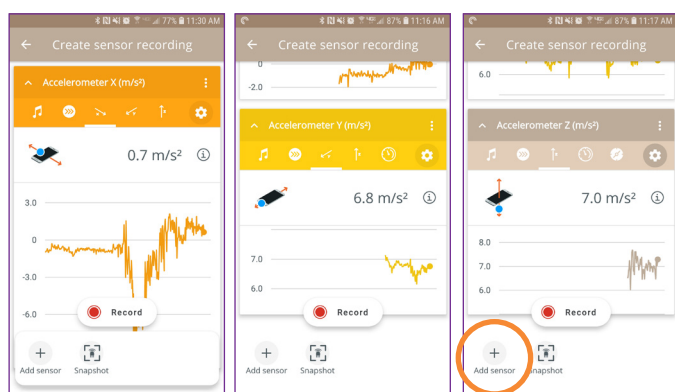 77% 11:30 AM
Create sensor recording
Accelerometer X (m/s²)
0.7 m/s²
3.0
0
-3.0
-6.0
Record
Add sensor
Snapshot
87% 11:16 AM
Create sensor recording
0
-2.0
Accelerometer Y (m/s²)
6.8 m/s²
7.0
6.0
Record
Add sensor
Snapshot
87% 11:17 AM
Create sensor recording
6.0
Accelerometer Z (m/s²)
7.0 m/s²
8.0
7.0
6.0
Record
Add sensor
Snapshot